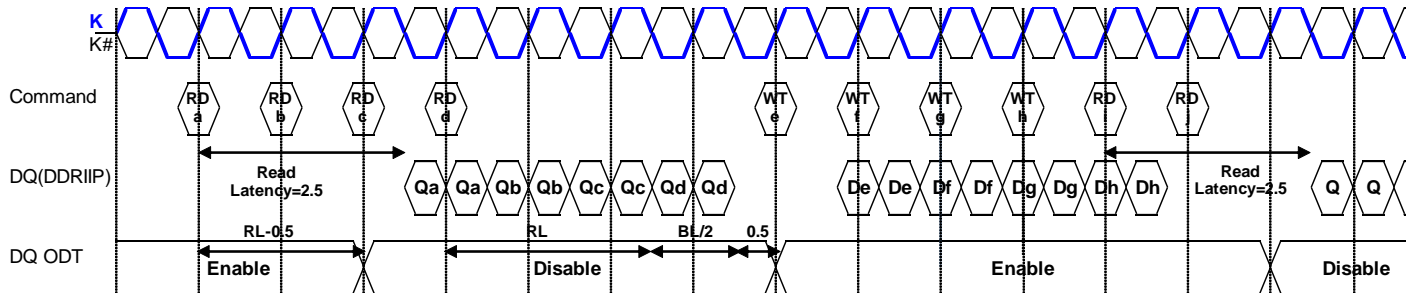 K
K#
Command
RD a
RD b
RD c
RD d
WT e
WT f
WT g
WT h
RD i
RD j
DQ(DDRIIP)
Read
Latency=2.5
Qa Qa Qb Qb Qc Qc Qd Qd
De De Df Df Dg Dg Dh Dh
Read
Latency=2.5
Q Q
DQ ODT
RL-0.5
RL
BL/2
0.5
Enable
Disable
Enable
Disable